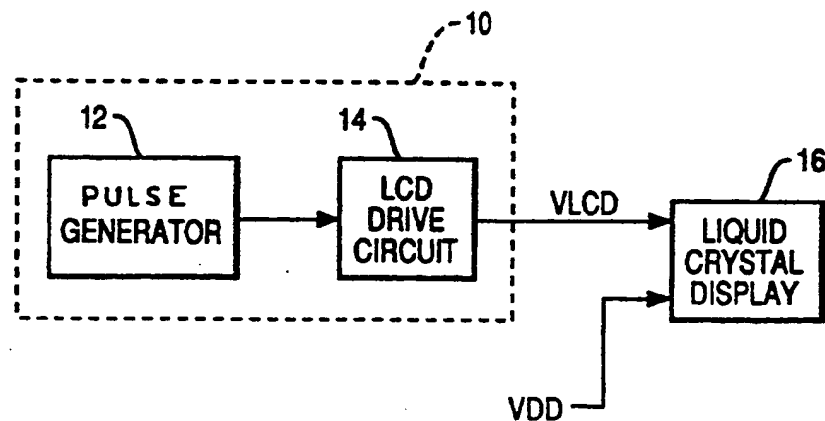 10
12
14
16
PULSE
GENERATOR
LCD
DRIVE
CIRCUIT
VLCD
LIQUID
CRYSTAL
DISPLAY
VDD